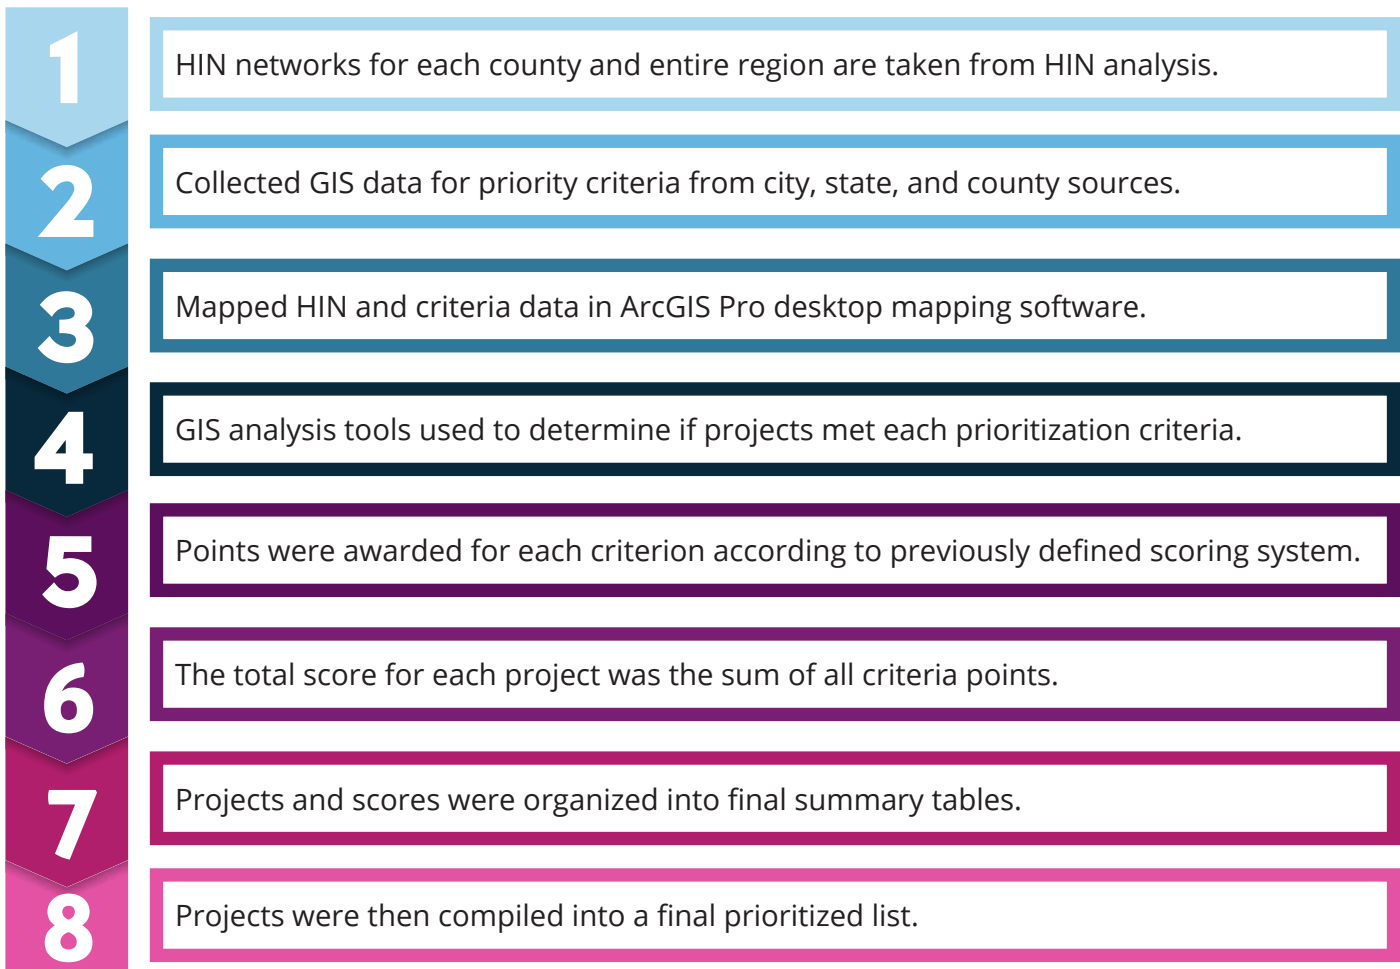 1
HIN networks for each county and entire region are taken from HIN analysis.
2
Collected GIS data for priority criteria from city, state, and county sources.
3
Mapped HIN and criteria data in ArcGIS Pro desktop mapping software.
4
GIS analysis tools used to determine if projects met each prioritization criteria.
5
Points were awarded for each criterion according to previously defined scoring system.
6
The total score for each project was the sum of all criteria points.
7
Projects and scores were organized into final summary tables.
8
Projects were then compiled into a final prioritized list.